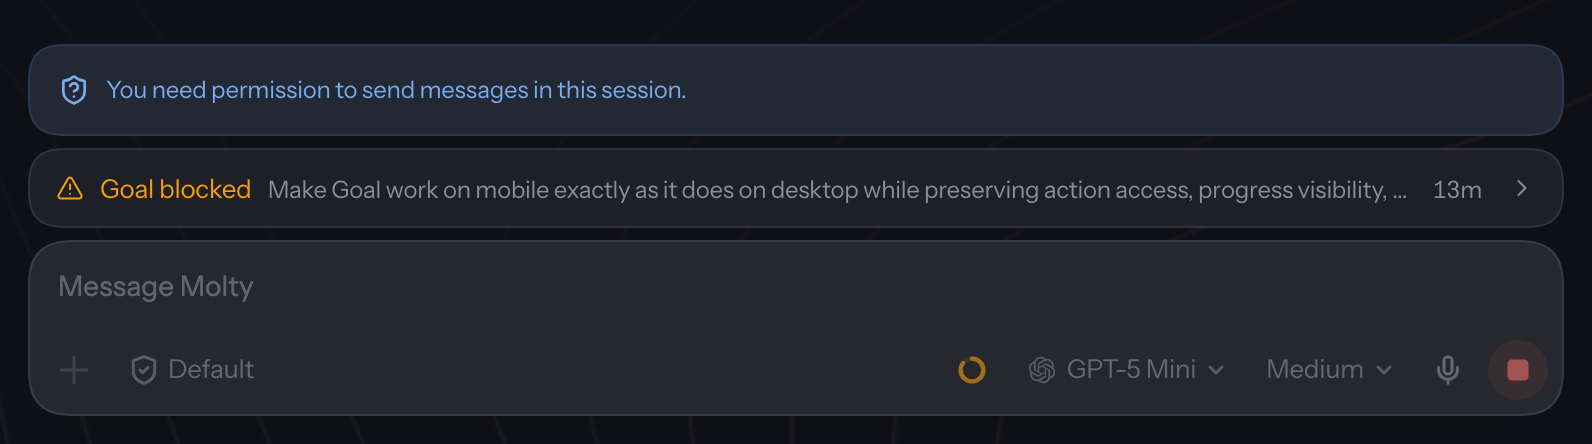 You need permission to send messages in this session.
Goal blocked Make Goal work on mobile exactly as it does on desktop while preserving action access, progress visibility, ... 13m
Message Molty
Default GPT-5 Mini Medium